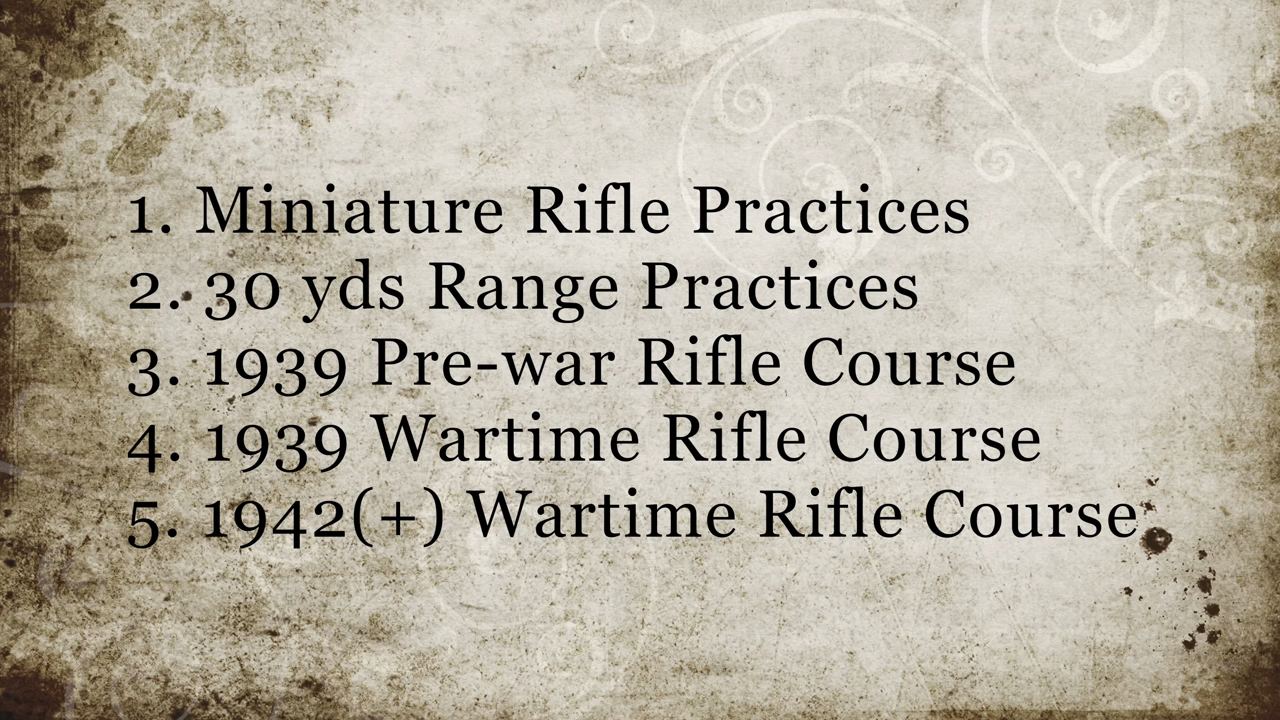 1. Miniature Rifle Practices
2. 30 yds Range Practices
3. 1939 Pre-war Rifle Course
4. 1939 Wartime Rifle Course
5. 1942(+) Wartime Rifle Course